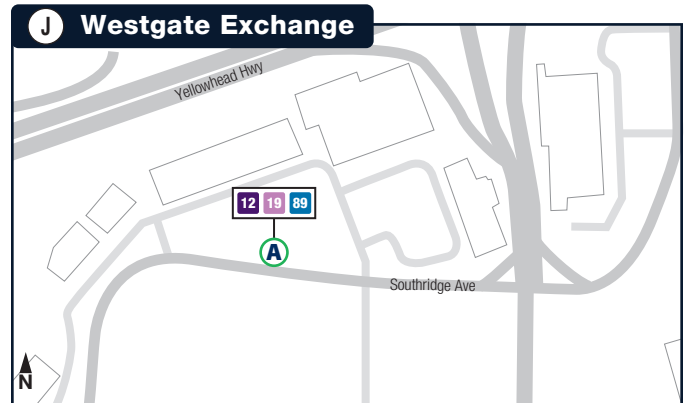 J Westgate Exchange
Yellowhead Hwy
12 19 89
A
Southridge Ave
N